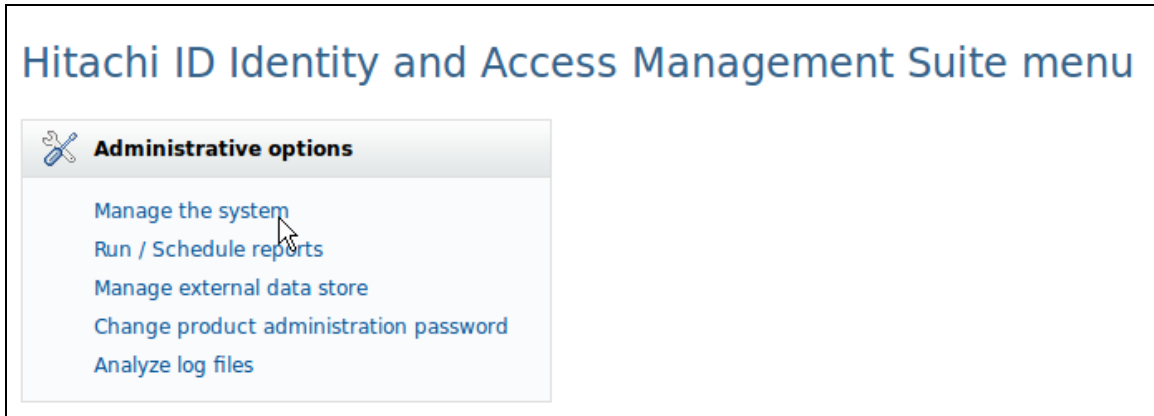 Hitachi ID Identity and Access Management Suite menu
Administrative options
Manage the system
Run / Schedule reports
Manage external data store
Change product administration password
Analyze log files